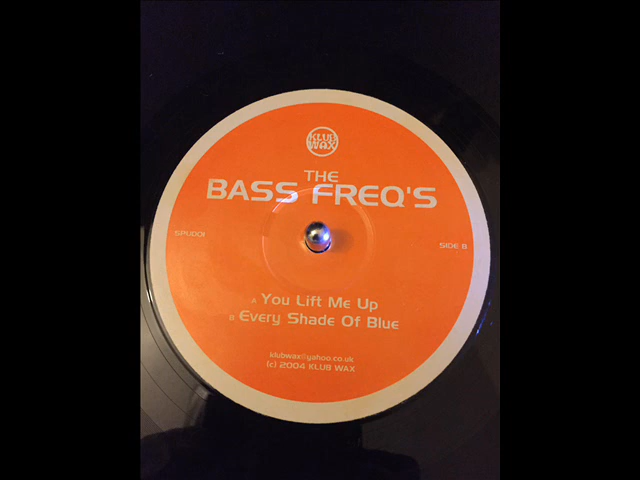 KLUB
WAX
THE
BASS FREQ'S
SPUD01
SIDE B
A You Lift Me Up
B Every Shade Of Blue
klubwax@yahoo.co.uk
(c) 2004 KLUB WAX